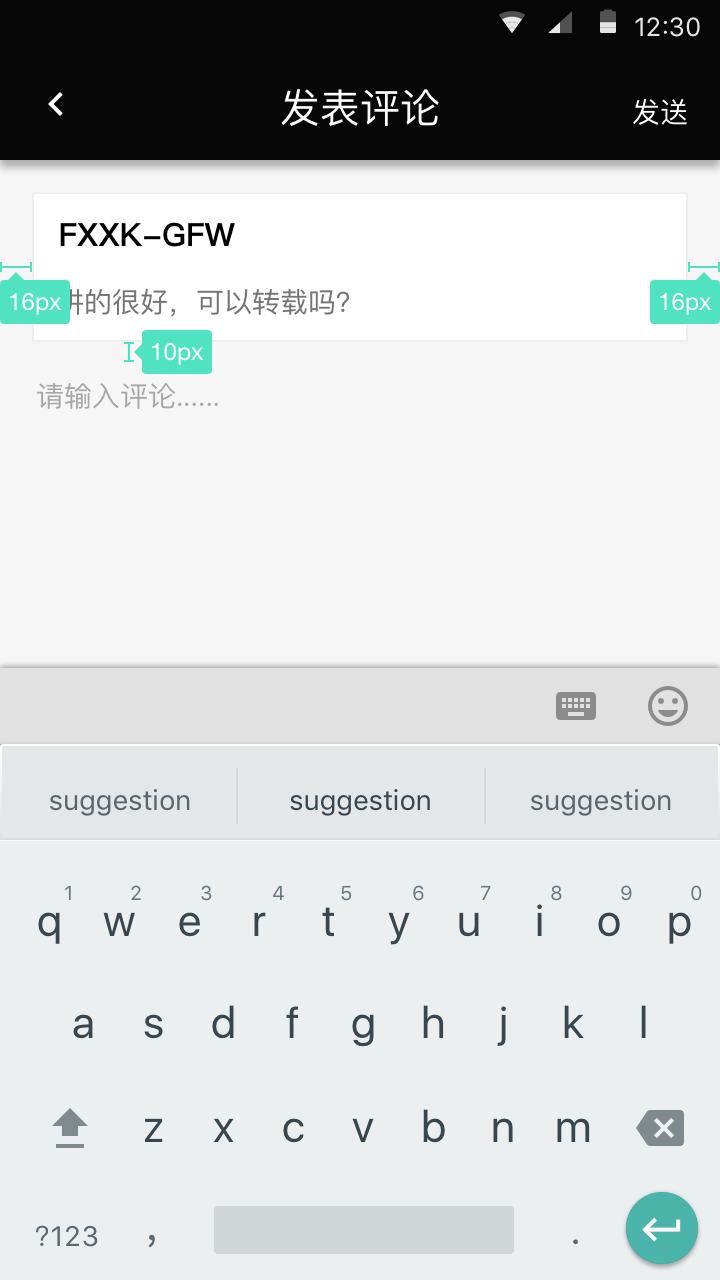 12:30
发表评论
发送
FXXK-GFW
16px
讲的很好，可以转载吗?
16px
10px
请输入评论......
suggestion suggestion suggestion
1 2 3 4 5 6 7 8 9 0
q w e r t y u i o p
a s d f g h j k l
z x c v b n m
?123 , .